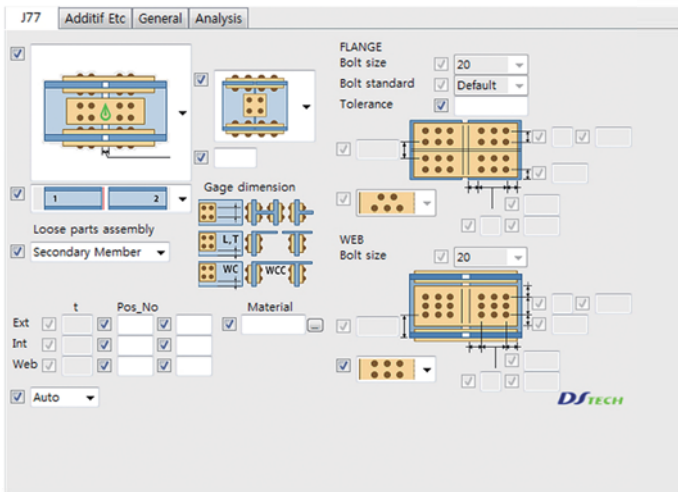 J77 Additif Etc General Analysis
FLANGE
Bolt size 20
Bolt standard Default
Tolerance
1 2
Gage dimension
L,T
WC WCC
Loose parts assembly
Secondary Member
WEB
Bolt size 20
t Pos_No Material
Ext
Int
Web
Auto
DSTECH